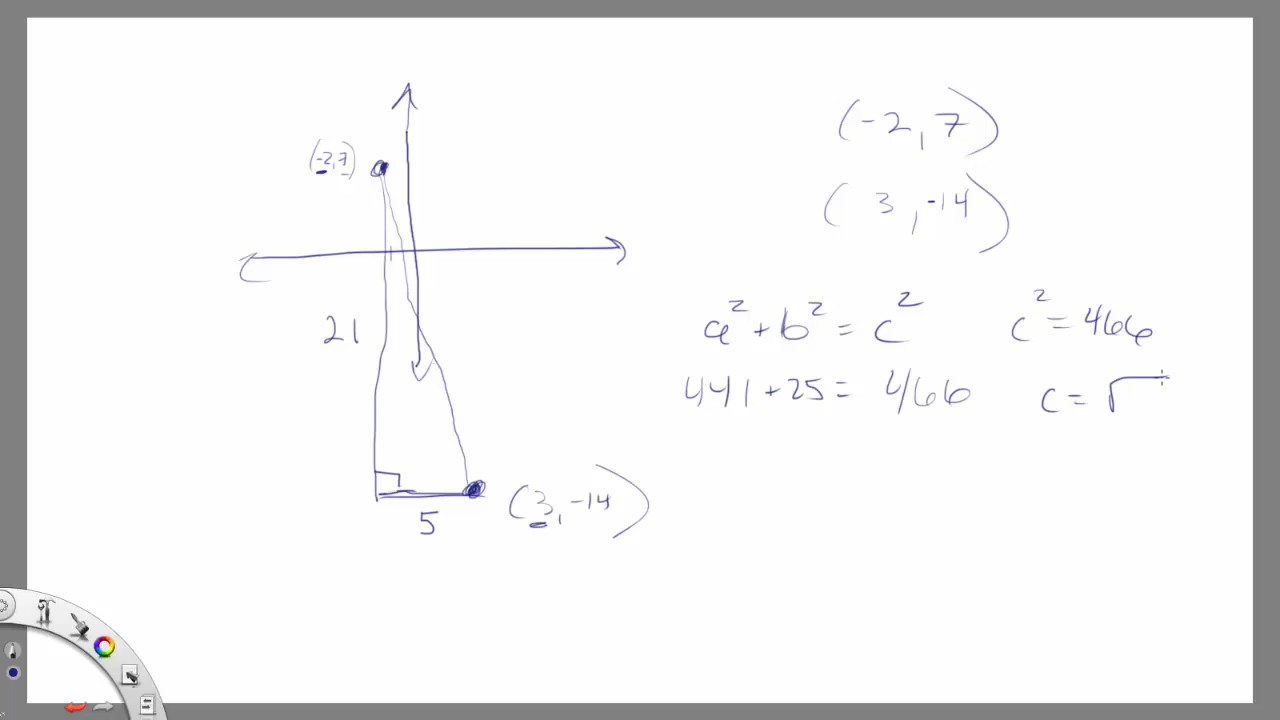 (-2,7)
21
5
(3,-14)
(-2,7)
(3,-14)
a²+b²=c²
441+25=466
c²=466
c=√